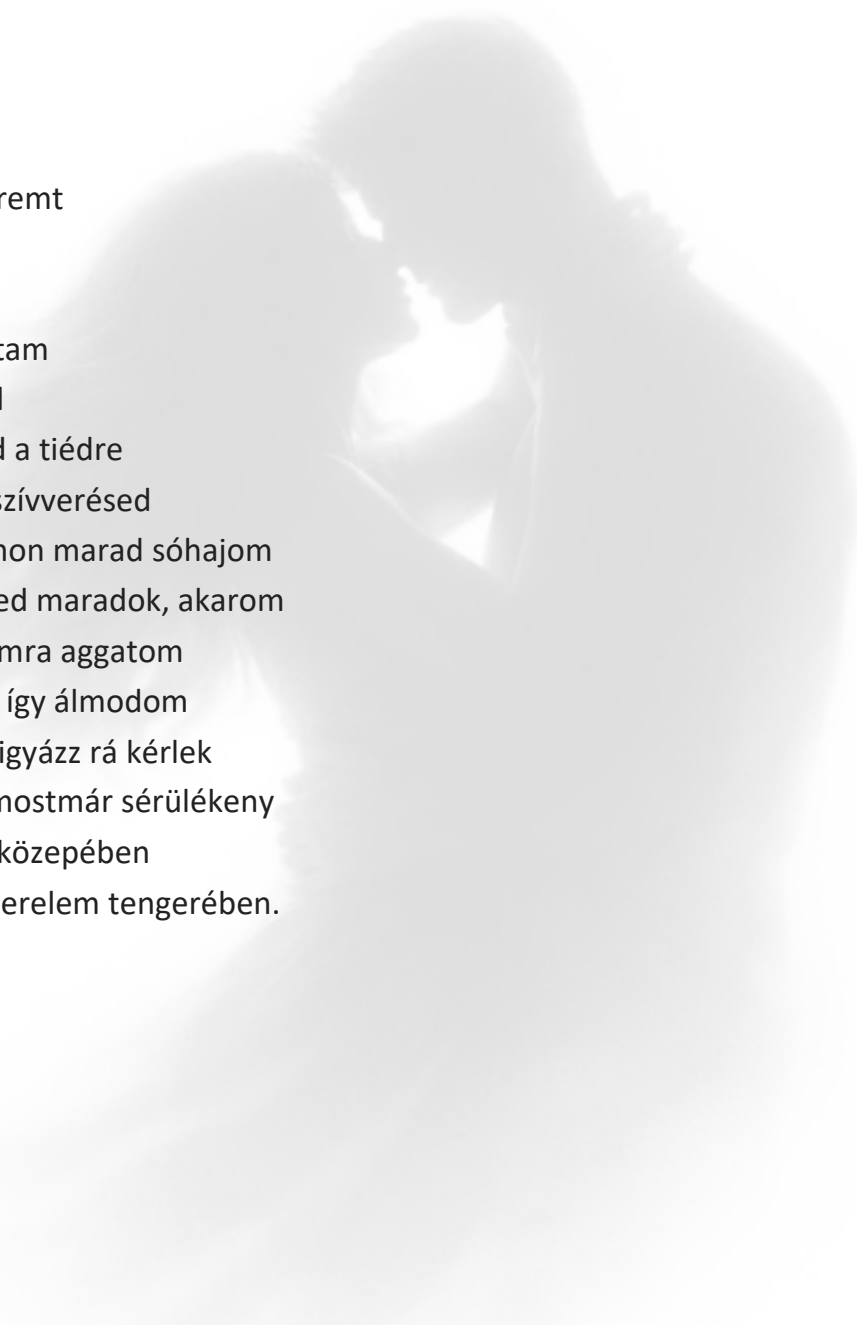 remt
tam
d a tiédre
szívverésed
non marad sóhajom
ed maradok, akarom
mra aggatom
így álmodom
igyázz rá kérlek
mostmár sérülékeny
közepében
erelem tengerében.